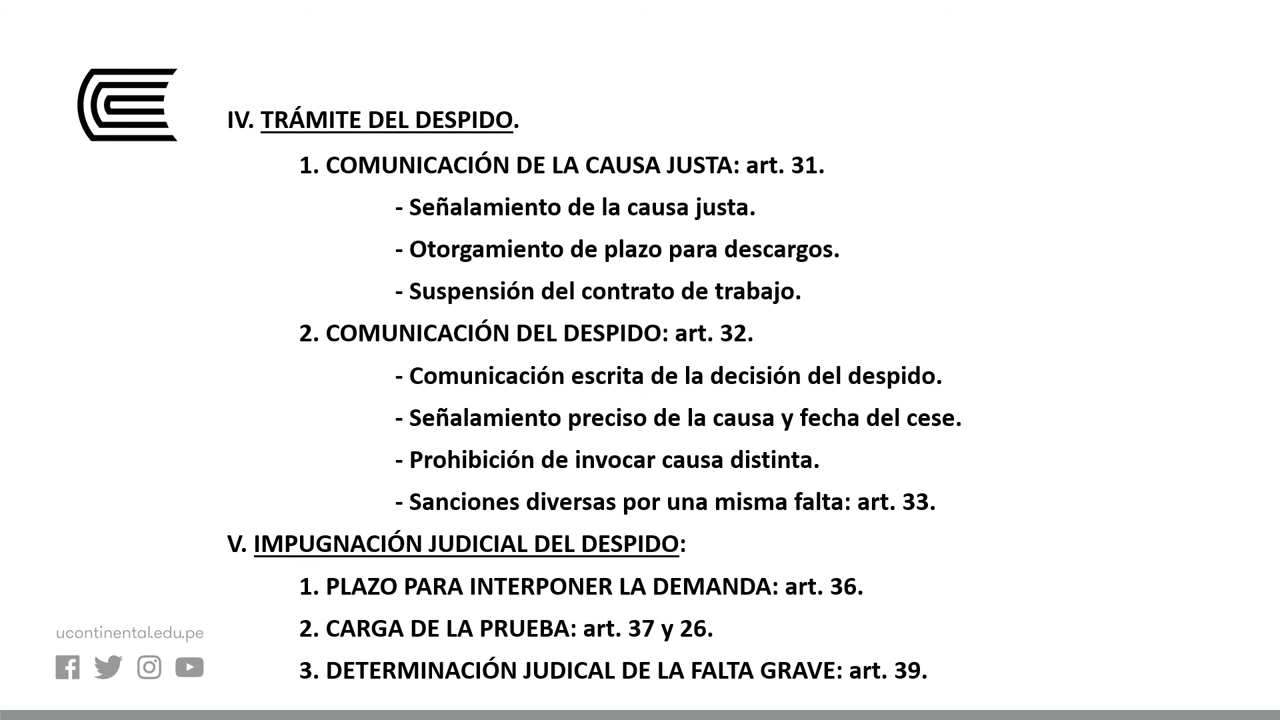 IV. TRÁMITE DEL DESPIDO.
1. COMUNICACIÓN DE LA CAUSA JUSTA: art. 31.
- Señalamiento de la causa justa.
- Otorgamiento de plazo para descargos.
- Suspensión del contrato de trabajo.
2. COMUNICACIÓN DEL DESPIDO: art. 32.
- Comunicación escrita de la decisión del despido.
- Señalamiento preciso de la causa y fecha del cese.
- Prohibición de invocar causa distinta.
- Sanciones diversas por una misma falta: art. 33.
V. IMPUGNACIÓN JUDICIAL DEL DESPIDO:
1. PLAZO PARA INTERPONER LA DEMANDA: art. 36.
2. CARGA DE LA PRUEBA: art. 37 y 26.
3. DETERMINACIÓN JUDICAL DE LA FALTA GRAVE: art. 39.
ucontinental.edu.pe